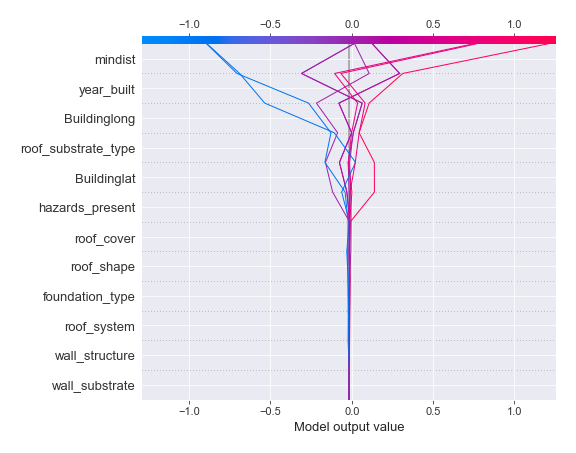 −1.0 −0.5 0.0 0.5 1.0
mindist
year_built
Buildinglong
roof_substrate_type
Buildinglat
hazards_present
roof_cover
roof_shape
foundation_type
roof_system
wall_structure
wall_substrate
−1.0 −0.5 0.0 0.5 1.0
Model output value